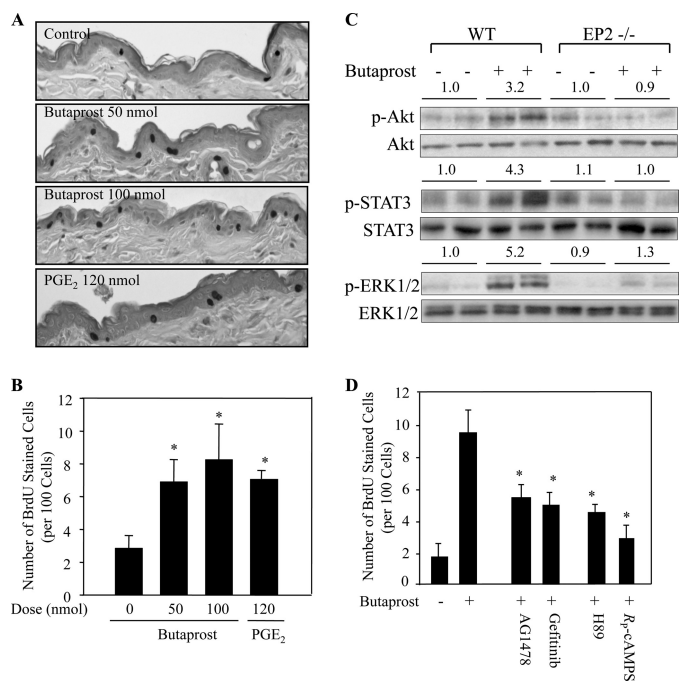 A
Control
Butaprost 50 nmol
Butaprost 100 nmol
PGE2 120 nmol
B
Number of BrdU Stained Cells
(per 100 Cells)
12
10
8
6
4
2
0
* * *
Dose (nmol) 0 50 100 120
Butaprost PGE2
C
WT EP2 -/-
Butaprost - - + + - - + +
1.0 3.2 1.0 0.9
p-Akt
Akt
1.0 4.3 1.1 1.0
p-STAT3
STAT3
1.0 5.2 0.9 1.3
p-ERK1/2
ERK1/2
D
Number of BrdU Stained Cells
(per 100 Cells)
12
10
8
6
4
2
0
* * * *
Butaprost - + + + + +
AG1478
Gefitinib
H89
RP-cAMPS